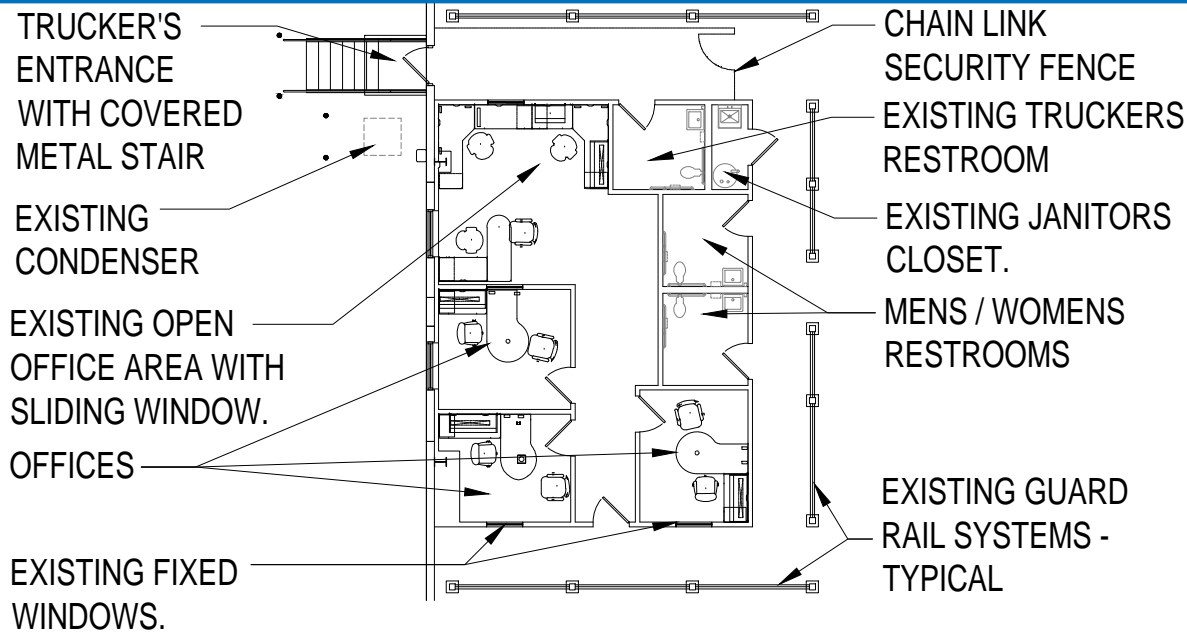 TRUCKER'S
ENTRANCE
WITH COVERED
METAL STAIR
EXISTING
CONDENSER
EXISTING OPEN
OFFICE AREA WITH
SLIDING WINDOW.
OFFICES
EXISTING FIXED
WINDOWS.
CHAIN LINK
SECURITY FENCE
EXISTING TRUCKERS
RESTROOM
EXISTING JANITORS
CLOSET.
MENS / WOMENS
RESTROOMS
EXISTING GUARD
RAIL SYSTEMS -
TYPICAL